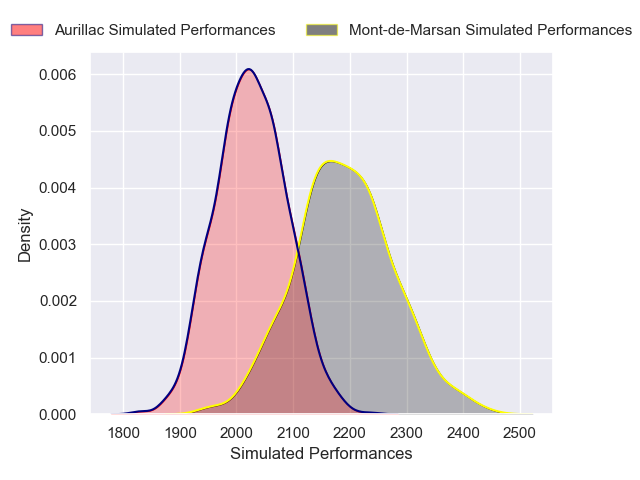 Aurillac Simulated Performances Mont-de-Marsan Simulated Performances
0.006
0.005
0.004
0.003
0.002
0.001
0.000
Density
1800 1900 2000 2100 2200 2300 2400 2500
Simulated Performances